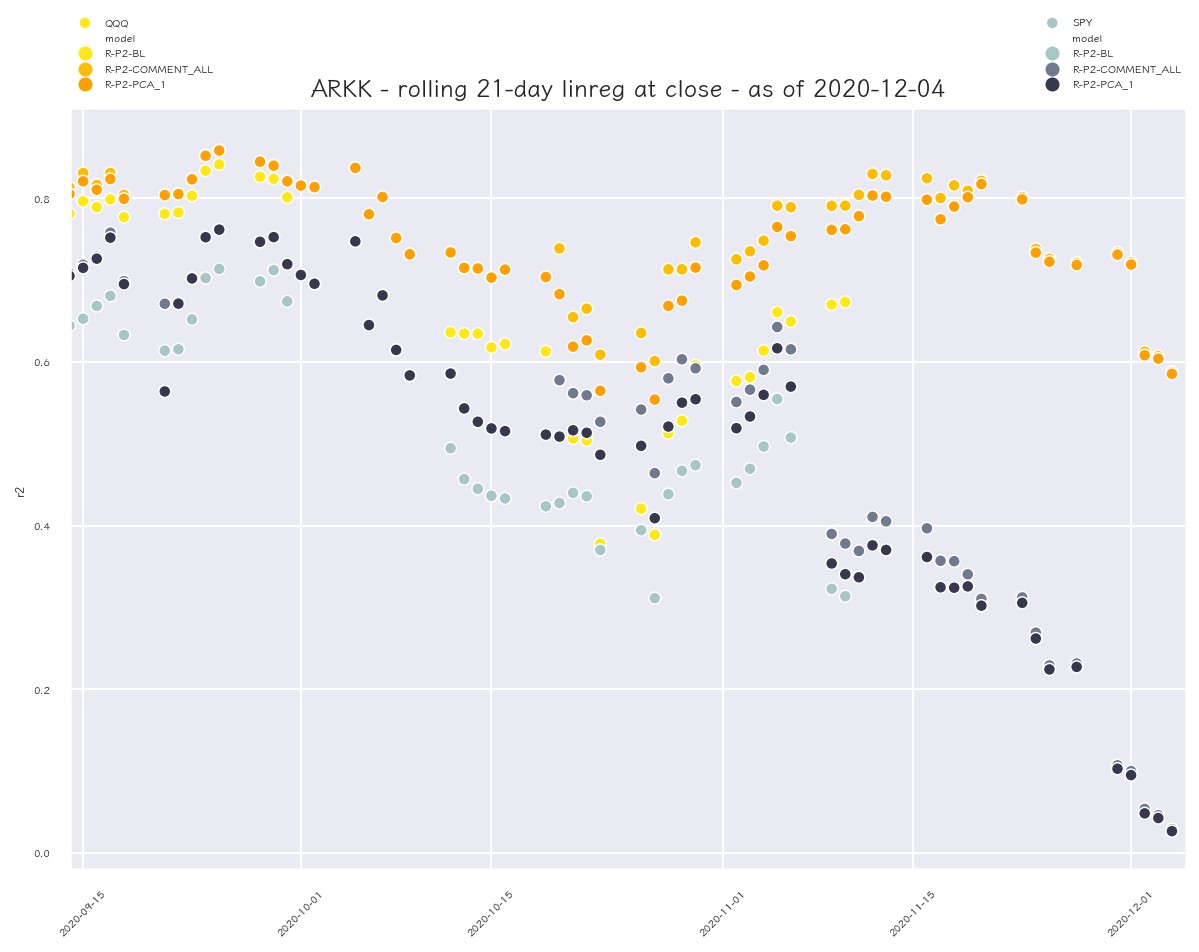 QQQ
model
R-P2-BL
R-P2-COMMENT_ALL
R-P2-PCA_1
SPY
model
R-P2-BL
R-P2-COMMENT_ALL
R-P2-PCA_1
ARKK - rolling 21-day linreg at close - as of 2020-12-04
r2
0.8
0.6
0.4
0.2
0.0
2020-09-15
2020-10-01
2020-10-15
2020-11-01
2020-11-15
2020-12-01